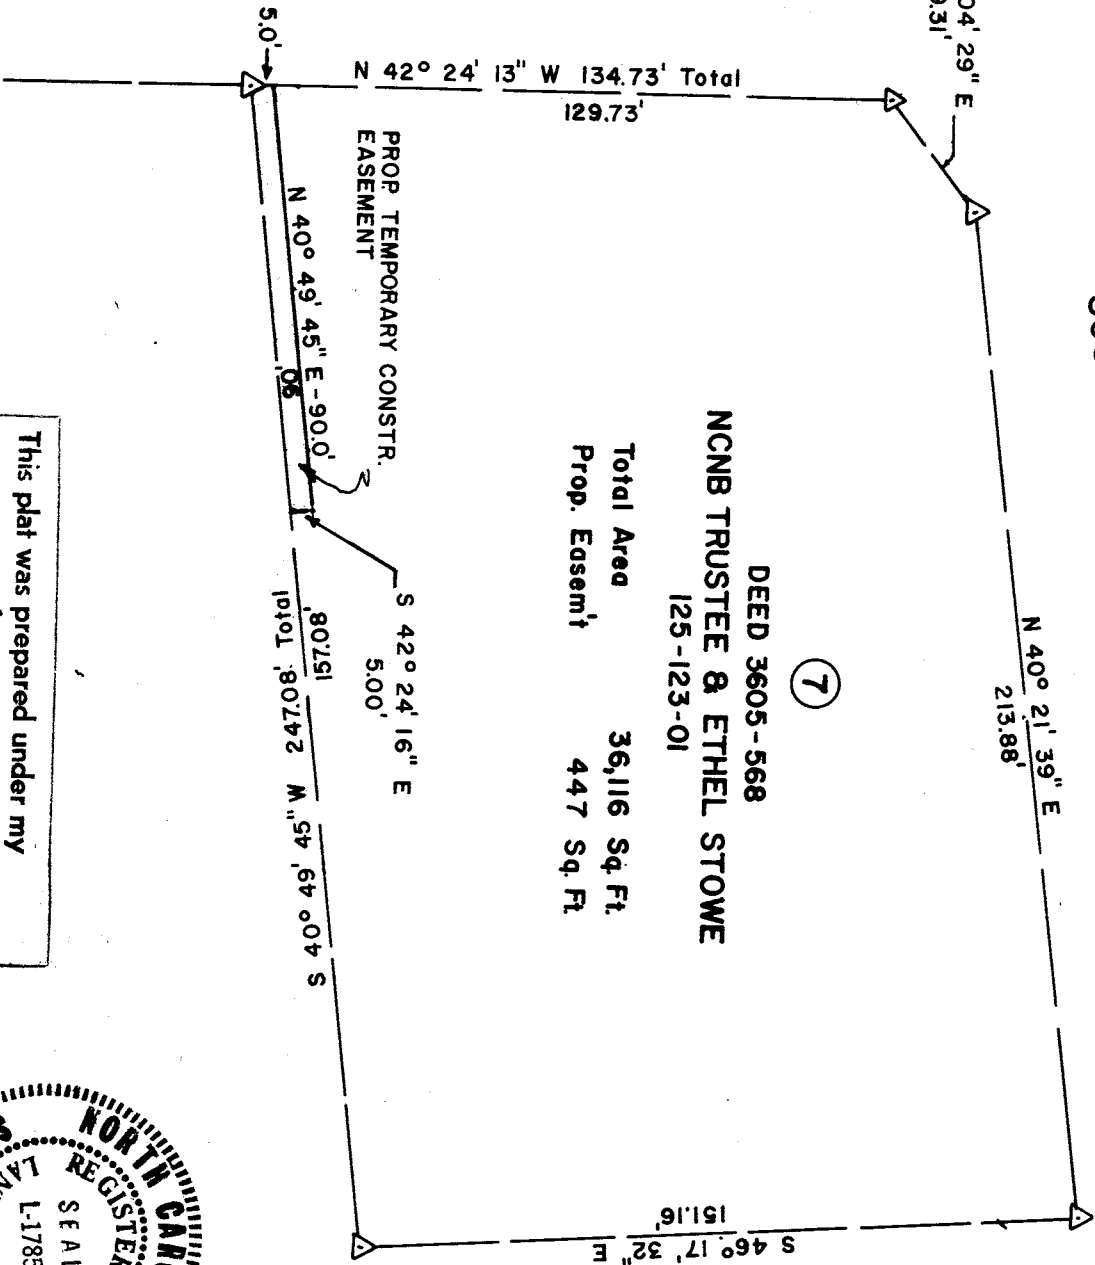 04' 29" E
9.31'
5.0'
N 42° 24' 13" W 134.73' Total
129.73'
PROP. TEMPORARY CONSTR.
EASEMENT
N 40° 49' 45" E - 90.0'
90'
S 42° 24' 16" E
5.00'
157.08'
S 40° 49' 45" W 247.08' Total
N 40° 21' 39" E
213.88'
7
DEED 3605-568
NCNB TRUSTEE & ETHEL STOWE
125-123-01
Total Area 36,116 Sq. Ft.
Prop. Easem't 447 Sq. Ft.
S 46° 17' 32" E
151.16'
This plat was prepared under my
NORTH CAR
REGISTER
LAN
SEAL
L-1785